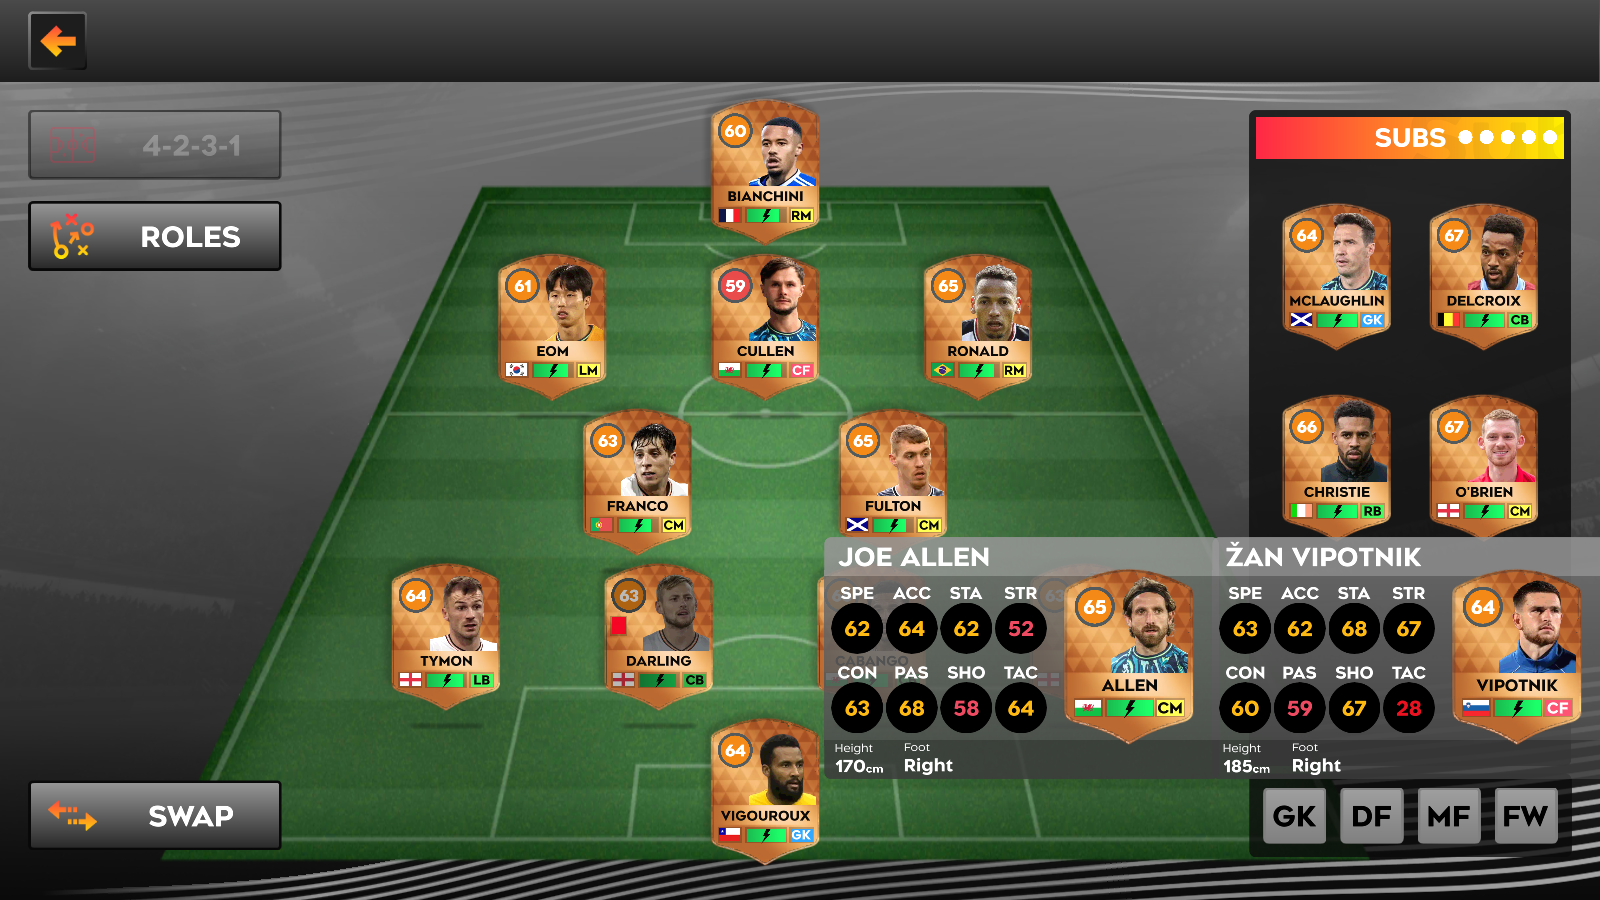 4-2-3-1
ROLES
SWAP
60
BIANCHINI
RM
61
EOM
LM
59
CULLEN
CF
65
RONALD
RM
63
FRANCO
CM
65
FULTON
CM
64
TYMON
LB
63
DARLING
CB
CABANGO
63
64
VIGOUROUX
GK
SUBS
64
MCLAUGHLIN
GK
67
DELCROIX
CB
66
CHRISTIE
RB
67
O'BRIEN
CM
JOE ALLEN
SPE ACC STA STR
62 64 62 52
CON PAS SHO TAC
63 68 58 64
Height Foot
170cm Right
65
ALLEN
CM
ŽAN VIPOTNIK
SPE ACC STA STR
63 62 68 67
CON PAS SHO TAC
60 59 67 28
Height Foot
185cm Right
64
VIPOTNIK
CF
GK DF MF FW